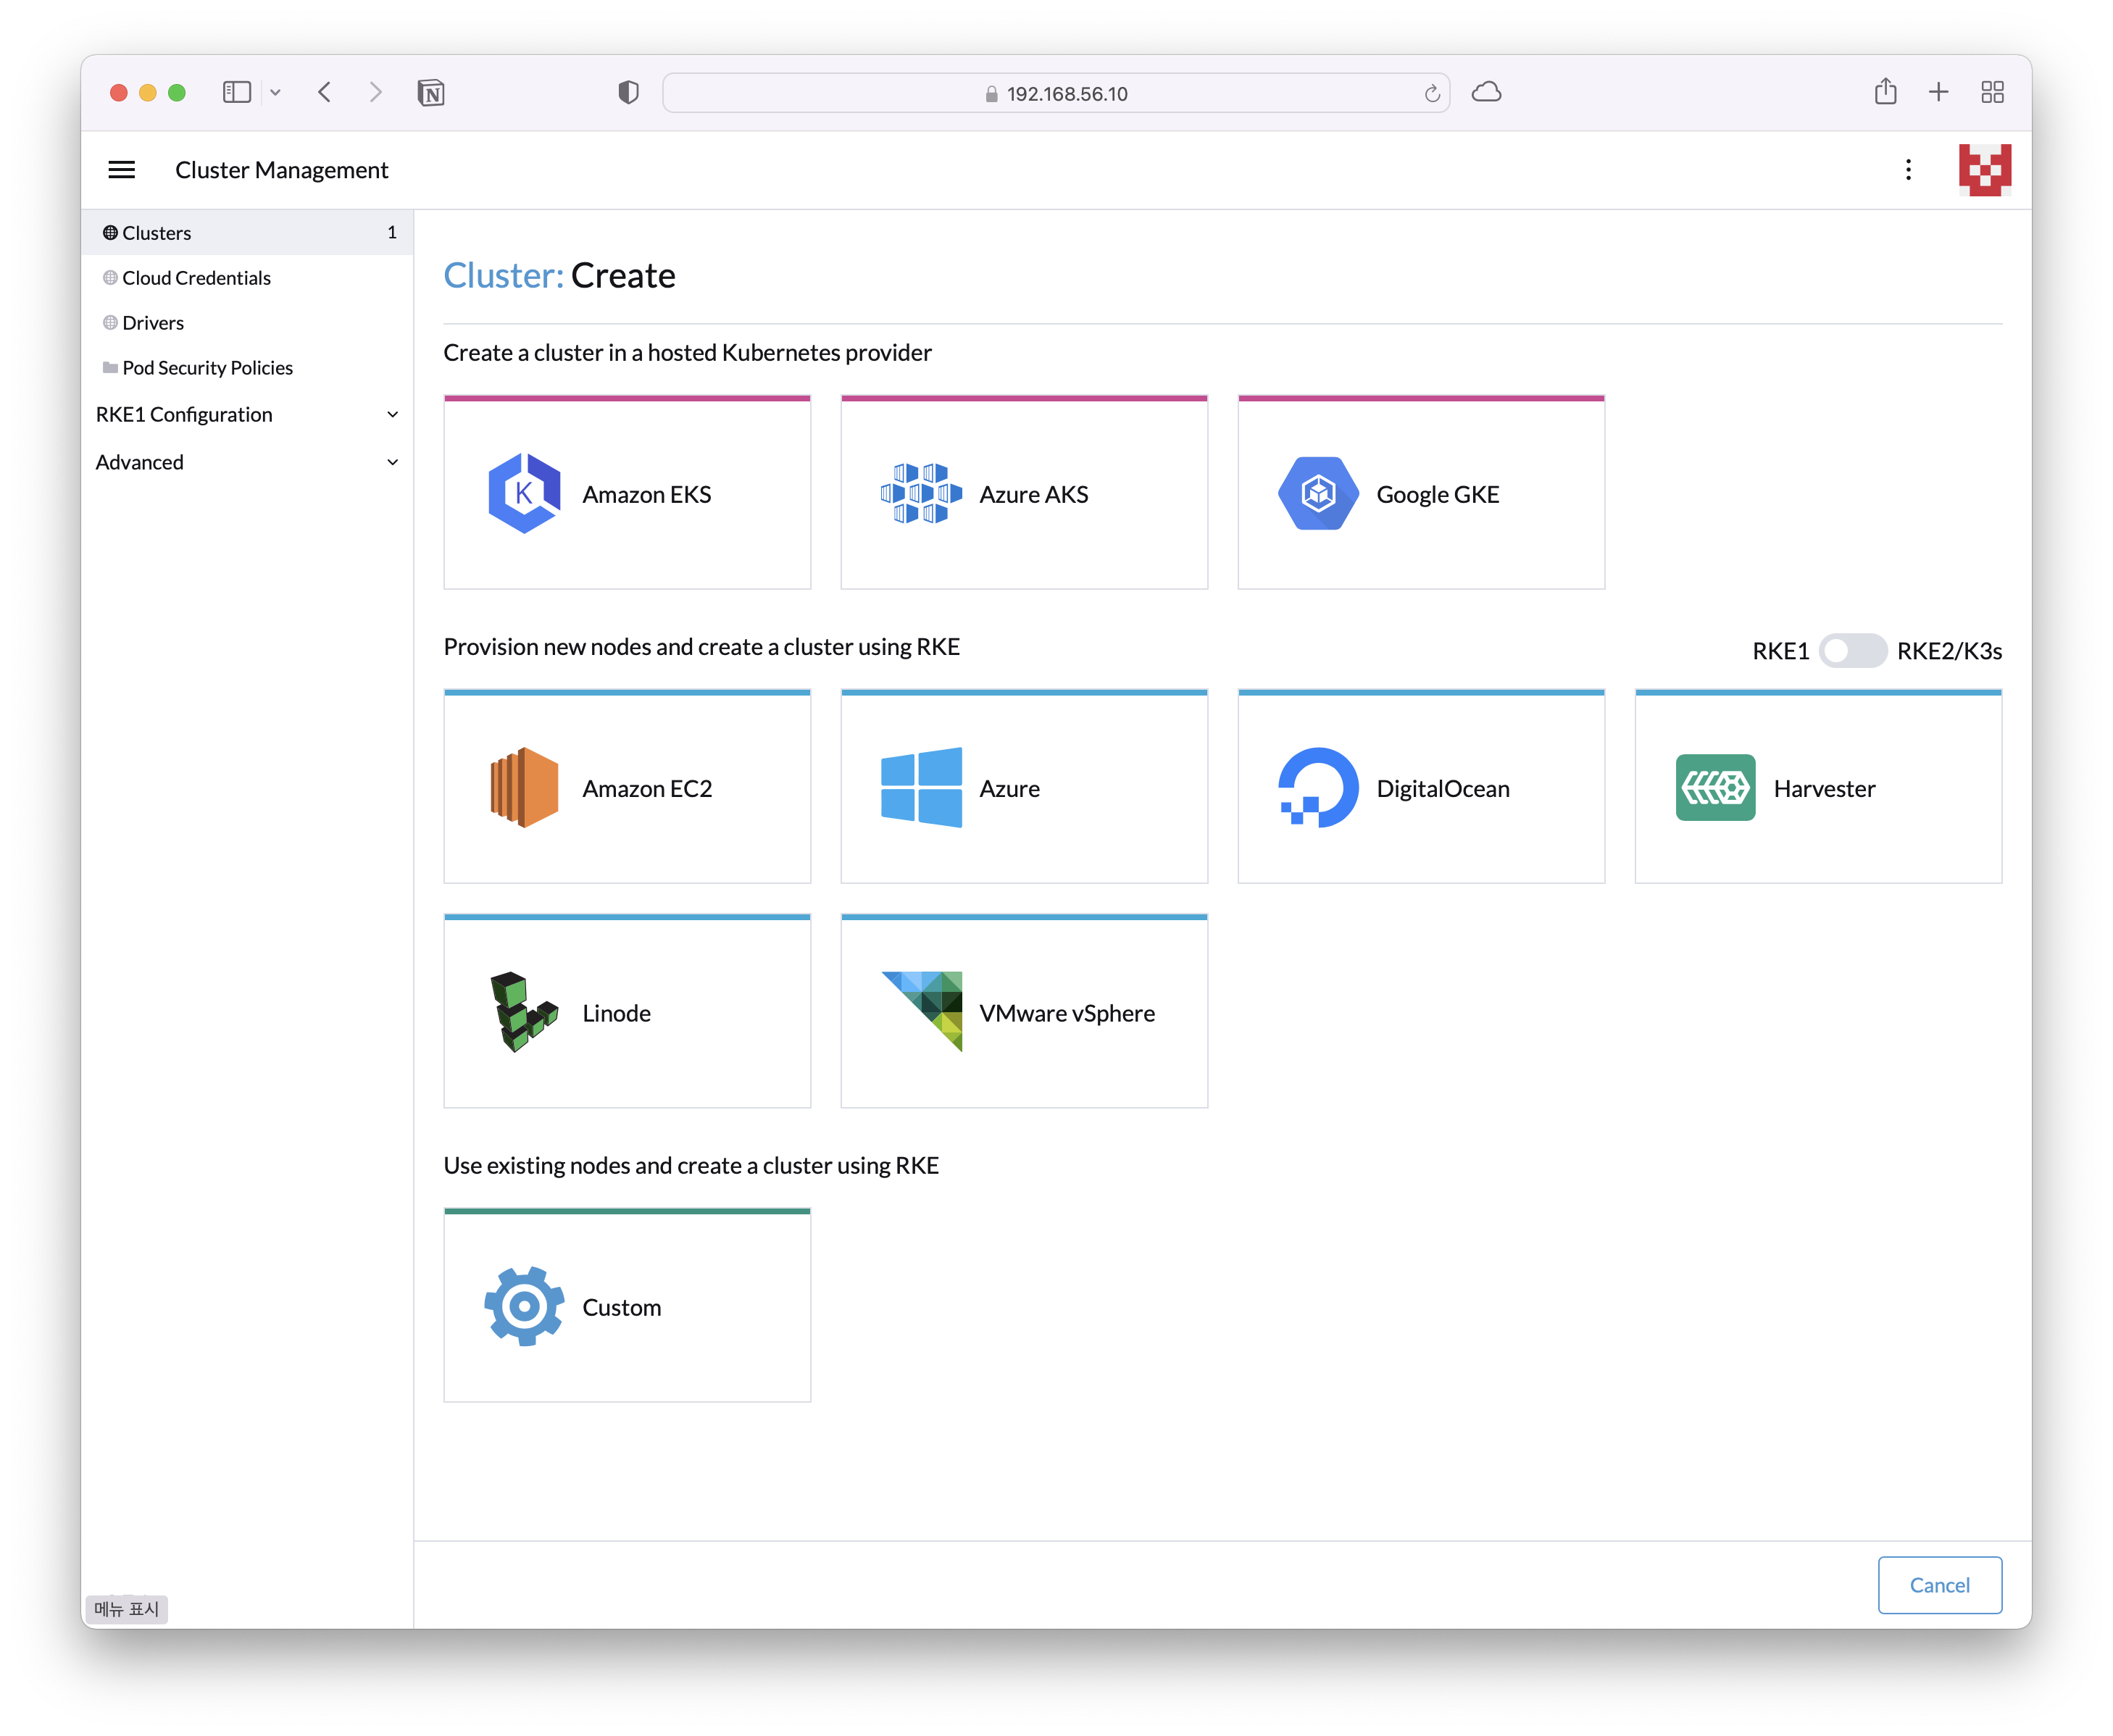 192.168.56.10
Cluster Management
Clusters 1
Cloud Credentials
Drivers
Pod Security Policies
RKE1 Configuration
Advanced
Cluster: Create
Create a cluster in a hosted Kubernetes provider
Amazon EKS
Azure AKS
Google GKE
Provision new nodes and create a cluster using RKE
RKE1 RKE2/K3s
Amazon EC2
Azure
DigitalOcean
Harvester
Linode
VMware vSphere
Use existing nodes and create a cluster using RKE
Custom
Cancel
메뉴 표시